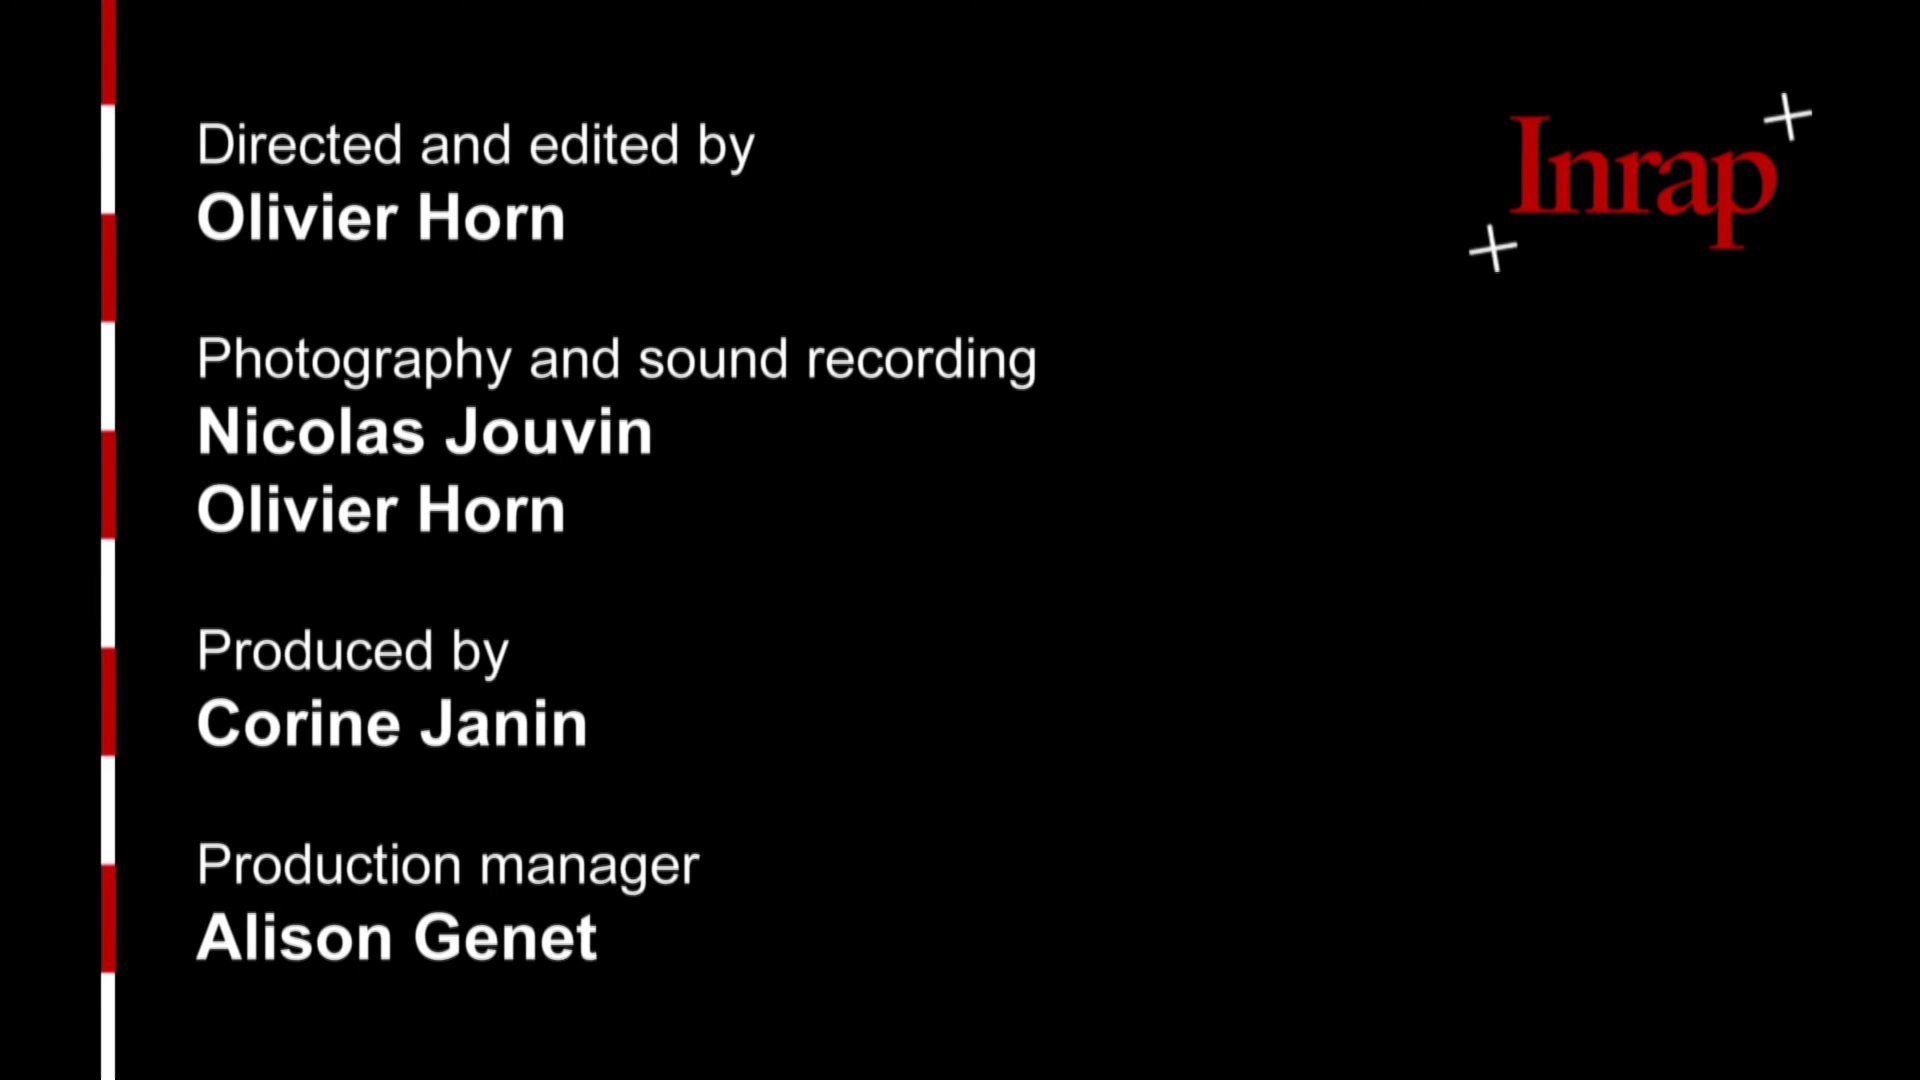 Directed and edited by
Olivier Horn
Inrap
Photography and sound recording
Nicolas Jouvin
Olivier Horn
Produced by
Corine Janin
Production manager
Alison Genet